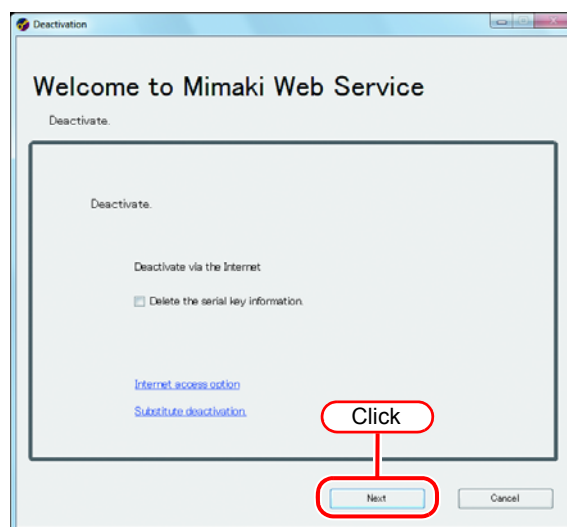 Deactivation
Welcome to Mimaki Web Service
Deactivate.
Deactivate.
Deactivate via the Internet
Delete the serial key information.
Internet access option
Substitute deactivation.
Click
Next
Cancel